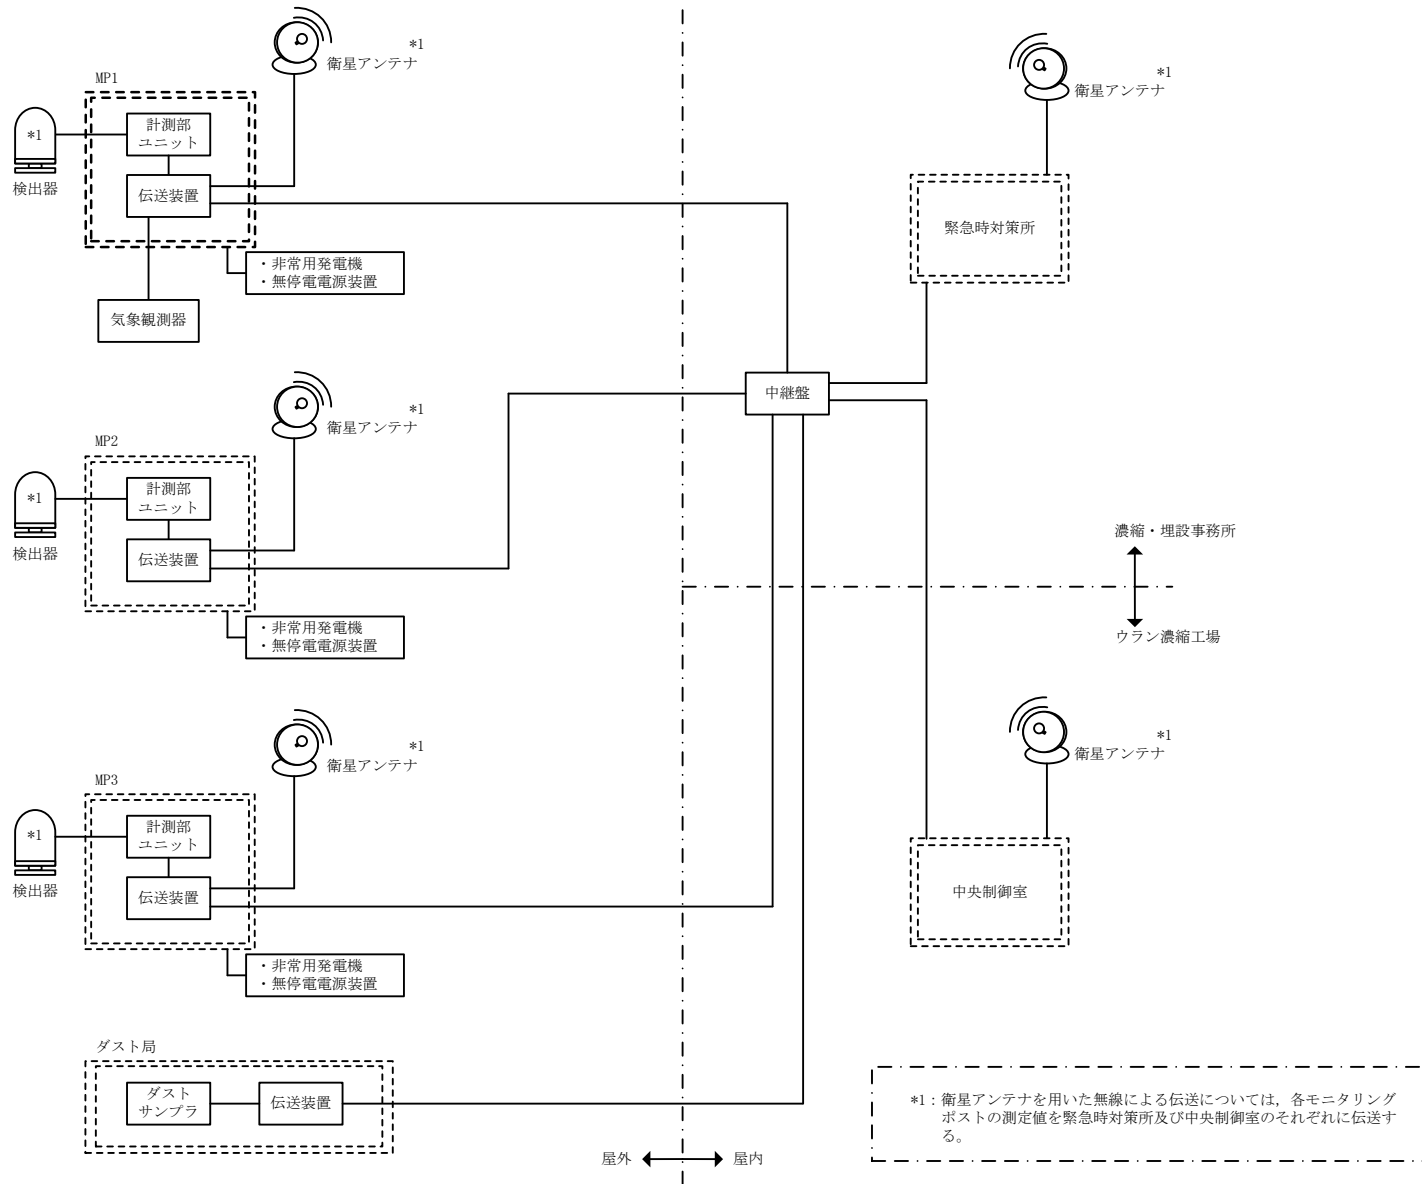 *1
衛星アンテナ
MP1
計測部
ユニット
*1
検出器
伝送装置
・非常用発電機
・無停電電源装置
気象観測器
*1
衛星アンテナ
MP2
計測部
ユニット
*1
検出器
伝送装置
・非常用発電機
・無停電電源装置
*1
衛星アンテナ
MP3
計測部
ユニット
*1
検出器
伝送装置
・非常用発電機
・無停電電源装置
ダスト局
ダスト
サンプラ
伝送装置
中継盤
*1
衛星アンテナ
緊急時対策所
濃縮・埋設事務所
ウラン濃縮工場
*1
衛星アンテナ
中央制御室
屋外
屋内
*1：衛星アンテナを用いた無線による伝送については，各モニタリング
ポストの測定値を緊急時対策所及び中央制御室のそれぞれに伝送す
る。